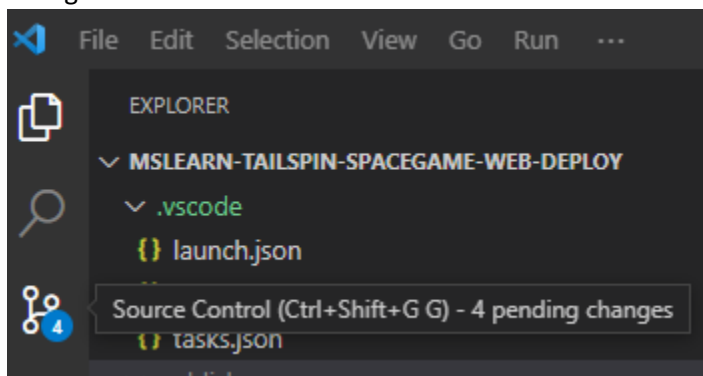 File Edit Selection View Go Run ...
EXPLORER
MSLEARN-TAILSPIN-SPACEGAME-WEB-DEPLOY
.vscode
{} launch.json
4
Source Control (Ctrl+Shift+G G) - 4 pending changes
{} tasks.json